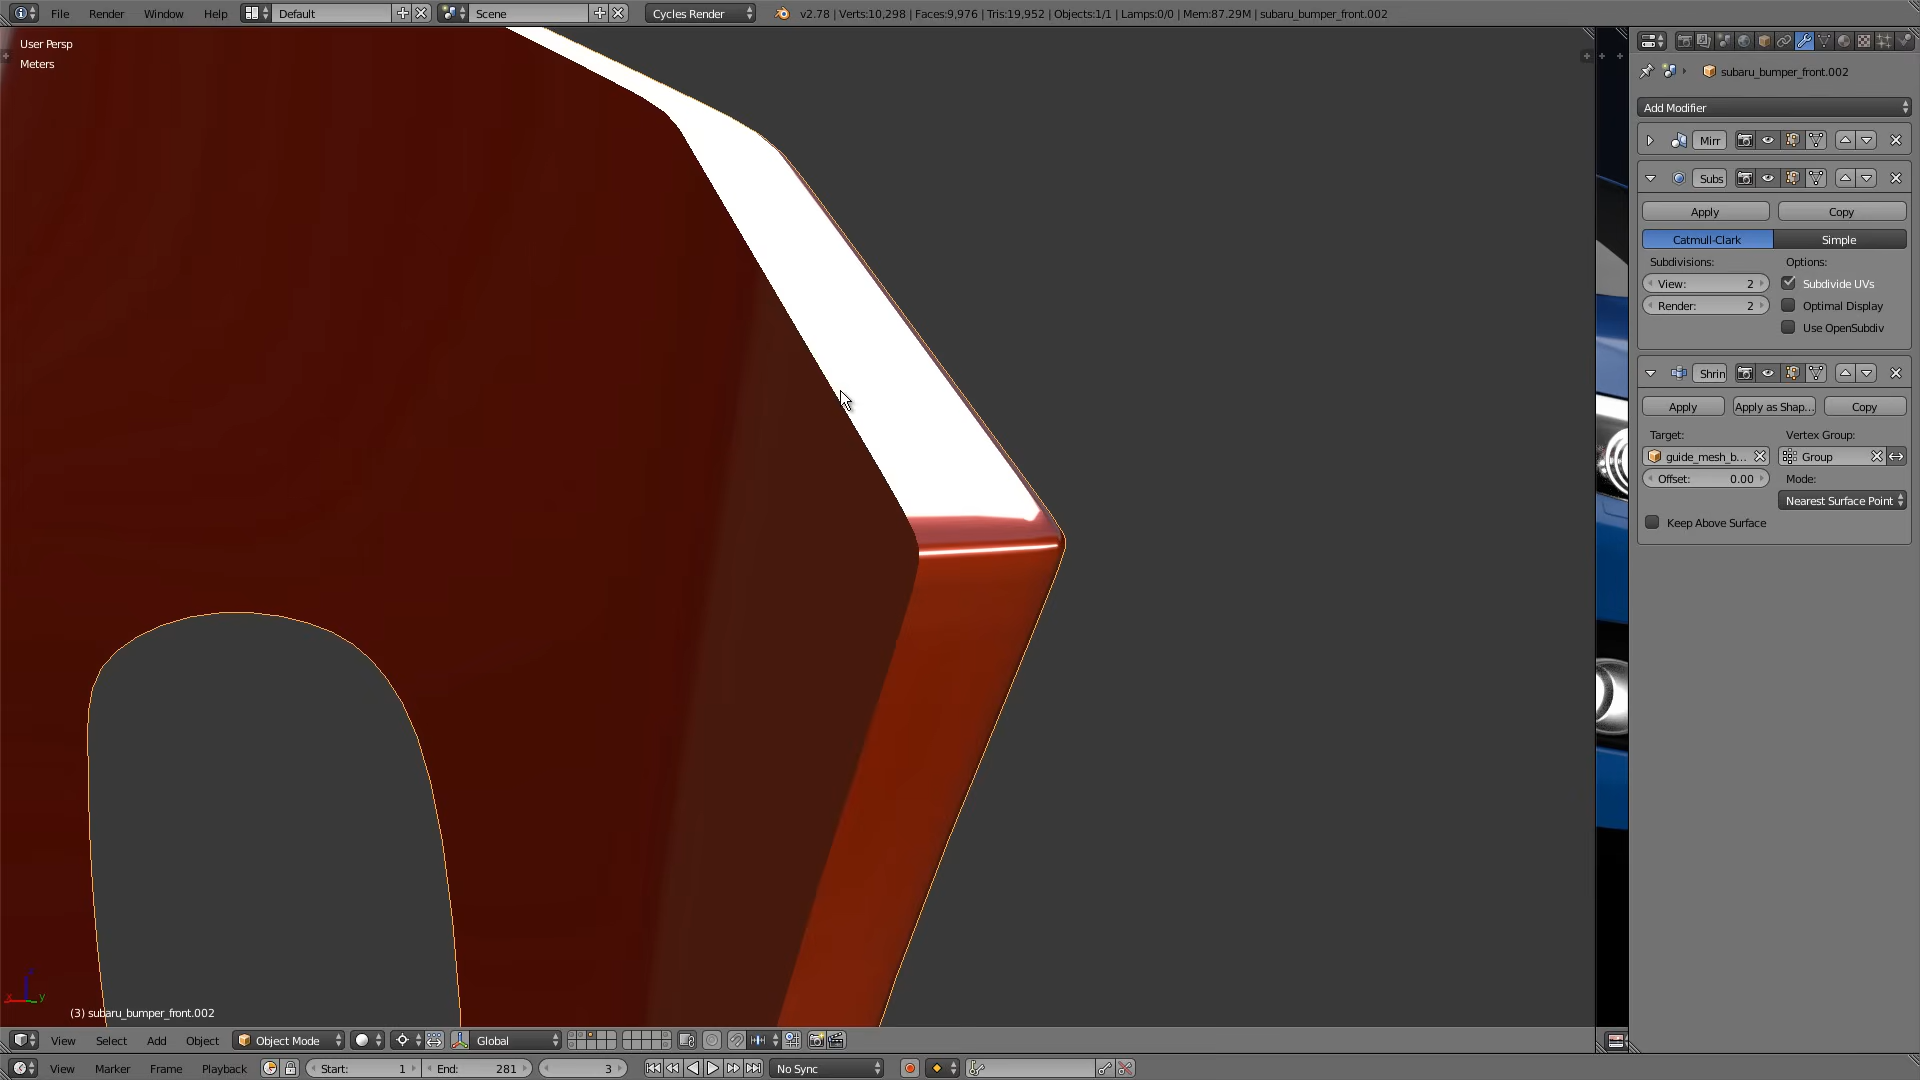 File Render Window Help Default Scene Cycles Render v2.78 | Verts:10,298 | Faces:9,976 | Tris:19,952 | Objects:1/1 | Lamps:0/0 | Mem:87.29M | subaru_bumper_front.002
User Persp
Meters
subaru_bumper_front.002
Add Modifier
Mirr
Subs
Apply Copy
Catmull-Clark Simple
Subdivisions: Options:
View: 2 Subdivide UVs
Render: 2 Optimal Display
Use OpenSubdiv
Shrin
Apply Apply as Shap... Copy
Target: Vertex Group:
guide_mesh_b... Group
Offset: 0.00 Mode:
Nearest Surface Point
Keep Above Surface
x y z
(3) subaru_bumper_front.002
View Select Add Object Object Mode Global
View Marker Frame Playback Start: 1 End: 281 3 No Sync